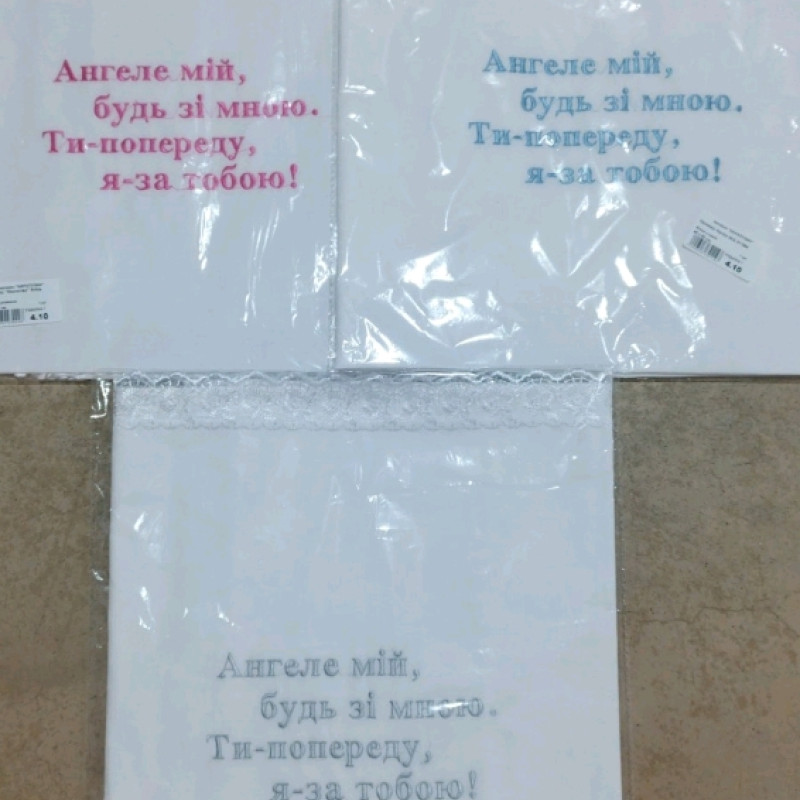 Ангеле мій,
будь зі мною.
Ти-попереду,
я-за тобою!
4.10
Ангеле мій,
будь зі мною.
Ти-попереду,
я-за тобою!
4.10
Ангеле мій,
будь зі мною.
Ти-попереду,
я-за тобою!